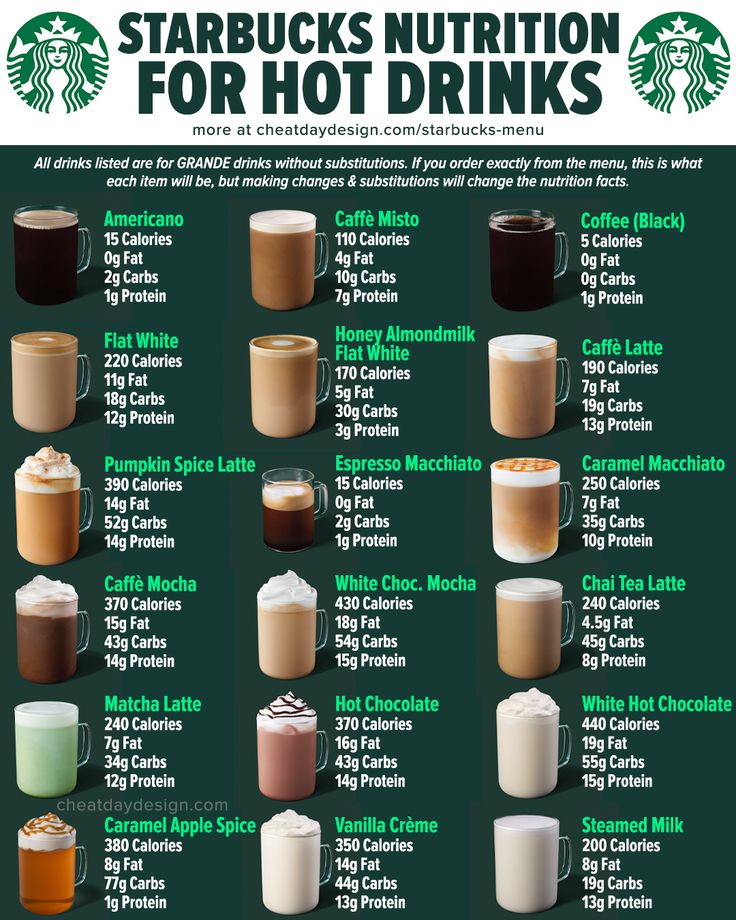 STARBUCKS NUTRITION
FOR HOT DRINKS
more at cheatdaydesign.com/starbucks-menu
All drinks listed are for GRANDE drinks without substitutions. If you order exactly from the menu, this is what
each item will be, but making changes & substitutions will change the nutrition facts.
Americano
15 Calories
0g Fat
2g Carbs
1g Protein
Caffè Misto
110 Calories
4g Fat
10g Carbs
7g Protein
Coffee (Black)
5 Calories
0g Fat
0g Carbs
1g Protein
Flat White
220 Calories
11g Fat
18g Carbs
12g Protein
Honey Almondmilk
Flat White
170 Calories
5g Fat
30g Carbs
3g Protein
Caffè Latte
190 Calories
7g Fat
19g Carbs
13g Protein
Pumpkin Spice Latte
390 Calories
14g Fat
52g Carbs
14g Protein
Espresso Macchiato
15 Calories
0g Fat
2g Carbs
1g Protein
Caramel Macchiato
250 Calories
7g Fat
35g Carbs
10g Protein
Caffè Mocha
370 Calories
15g Fat
43g Carbs
14g Protein
White Choc. Mocha
430 Calories
18g Fat
54g Carbs
15g Protein
Chai Tea Latte
240 Calories
4.5g Fat
45g Carbs
8g Protein
Matcha Latte
240 Calories
7g Fat
34g Carbs
12g Protein
Hot Chocolate
370 Calories
16g Fat
43g Carbs
14g Protein
White Hot Chocolate
440 Calories
19g Fat
55g Carbs
15g Protein
cheatdaydesign.com
Caramel Apple Spice
380 Calories
8g Fat
77g Carbs
1g Protein
Vanilla Crème
350 Calories
14g Fat
44g Carbs
13g Protein
Steamed Milk
200 Calories
8g Fat
19g Carbs
13g Protein